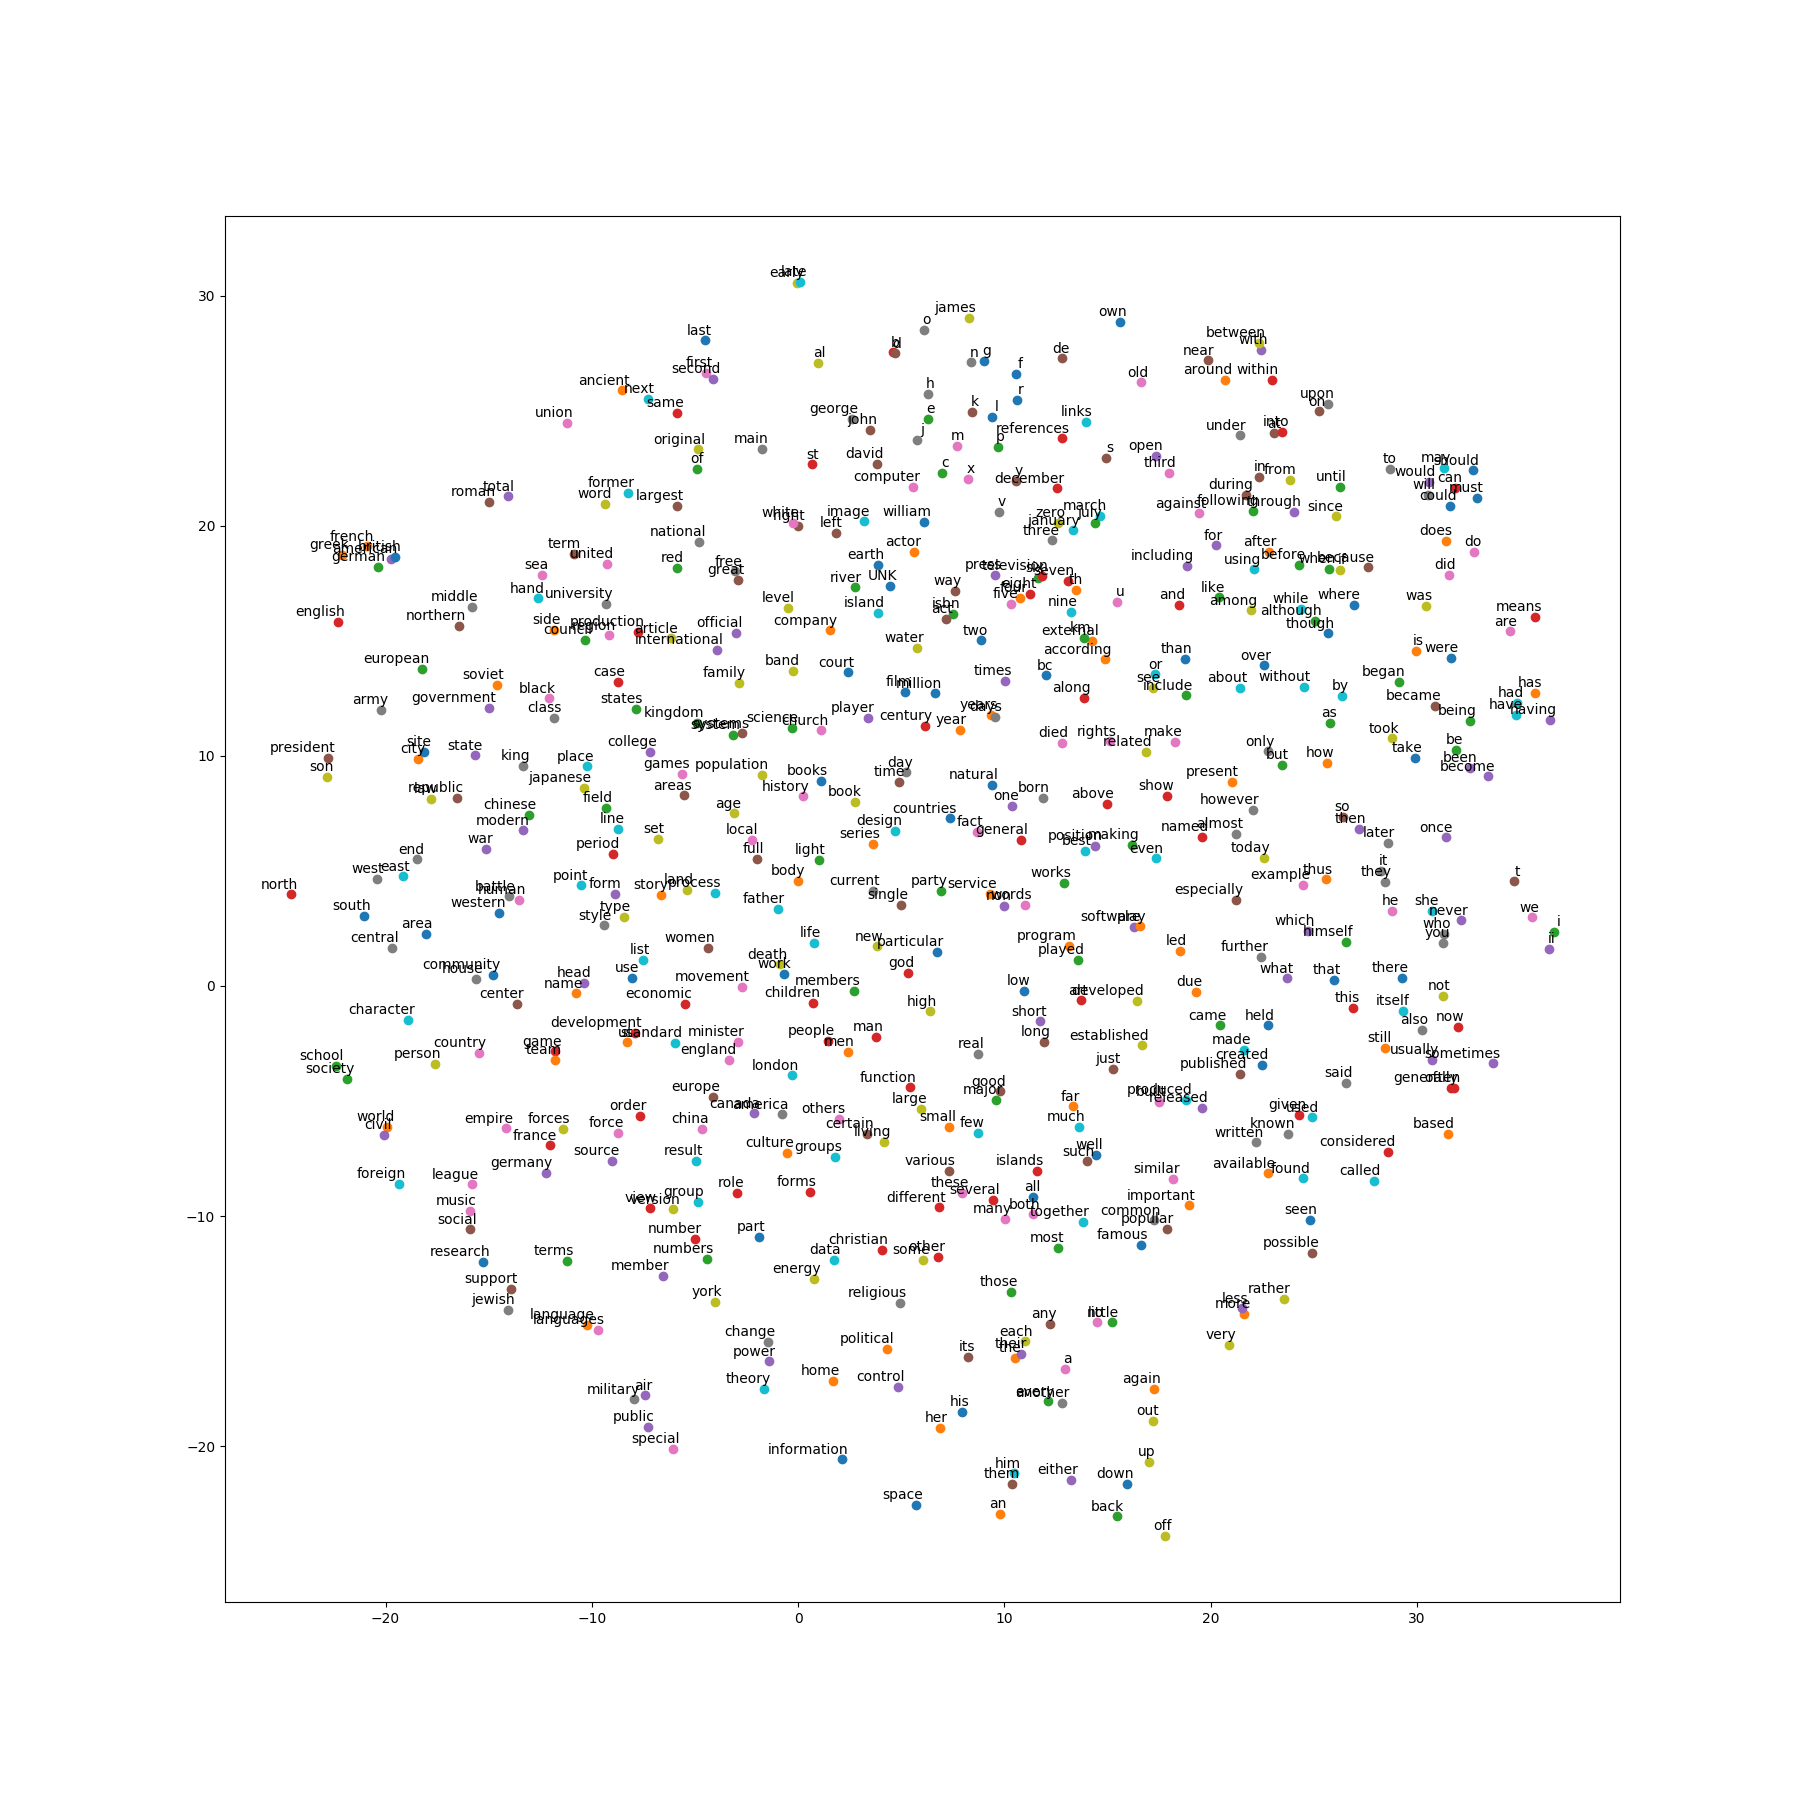 early late
james
o
own
last
between
with
b d
al
n g
de
near
first
second
f
old
around within
ancient
next
h
r
upon
on
same
george
john
e
k
l
links
union
into
at
under
original
main
j
m
p
references
of
st
david
c
x
s
open
third
in
from
to
may should
would
computer
y
december
until
will can
could must
roman total
former
word
largest
during
following through
against
since
white
right
left
image
william
v
zero
march
january july
three
national
french
greek
american british
german
term
united
red
free
great
actor
earth
for
after
before
when if because
does
do
did
sea
river
UNK
press television
six seven
eight
four
five
th
including
using
hand
university
level
island
way
isbn
act
nine
u
and
like
among
while
although
though
where
was
means
are
english
middle
northern
side
council region
production
article
international
official
company
water
two
km
external
according
than
over
is
were
european
soviet
case
family
band
court
times
bc
or
see include
about without
by
began
became
has
had
have
having
army
government
black
class
states
film
million
along
kingdom
systems
system
science
church
player
century
year
years
days
died
rights
related
make
as
being
took
president
son
site
city
state
king
place
college
only
but
how
take
be
been
become
republic
law
japanese
games
areas
population
history
books
day
time
natural
born
above
show
present
chinese
modern
field
line
age
book
countries
one
however
so
then
war
set
local
series
design
fact
general
position
best
making
named
almost
later
once
end
period
full
light
even
today
west
east
point
body
works
it
they
north
battle
human
form
story
land
process
current
single
party
service
words
example
thus
t
south
western
style
type
father
especially
he
she
never
we
i
ii
area
central
list
women
life
new
particular
program
played
software
play
led
further
which
himself
who
you
community
house
head
name
use
death
work
god
due
what
that
there
center
economic
movement
children
members
high
low
art
developed
not
character
short
came
held
this
itself
development
standard
minister
people
men
man
real
long
established
made
also
now
country
game
team
england
just
published
created
still
usually
sometimes
school
society
person
london
function
good
major
said
generally
often
europe
canada
america
others
certain
large
far
produced
built
released
given
used
world
civil
empire
forces
order
force
china
living
small
few
much
written
known
based
france
culture
groups
well
such
considered
germany
source
result
various
islands
similar
available
found
called
foreign
league
role
forms
these
different
several
all
important
music
view
version
group
many
both
together
common
popular
seen
social
number
numbers
part
christian
some
other
most
famous
possible
research
terms
member
data
energy
support
jewish
york
religious
those
less
more
rather
language
languages
any
no
little
change
political
its
each
their
the
very
power
home
control
a
theory
every
another
again
military
air
his
public
her
out
special
information
him
them
either
up
down
space
an
back
off
30
20
10
0
−10
−20
−20 −10 0 10 20 30